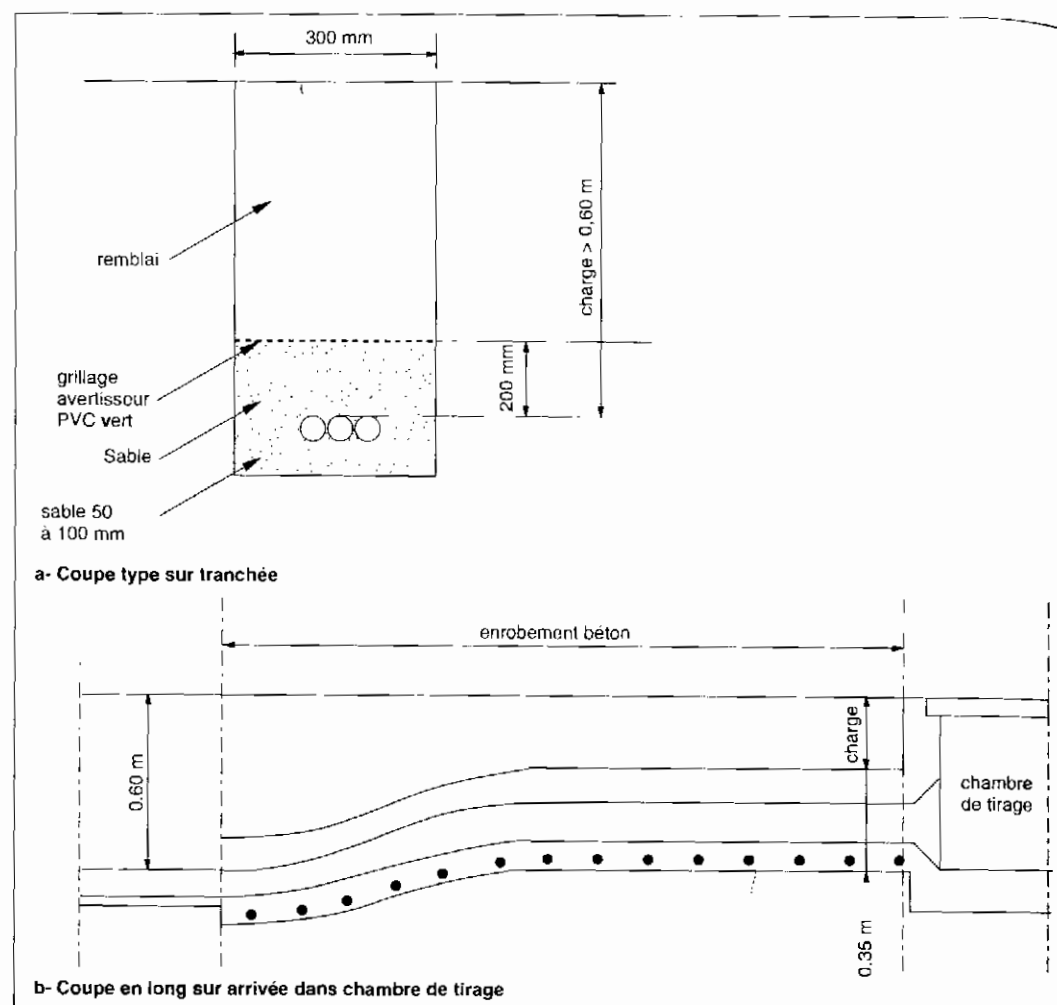 300 mm
remblai
charge > 0,60 m
grillage
avertissour
PVC vert
200 mm
Sable
sable 50
à 100 mm
a- Coupe type sur tranchée
enrobement béton
0.60 m
charge
chambre
de tirage
0.35 m
b- Coupe en long sur arrivée dans chambre de tirage